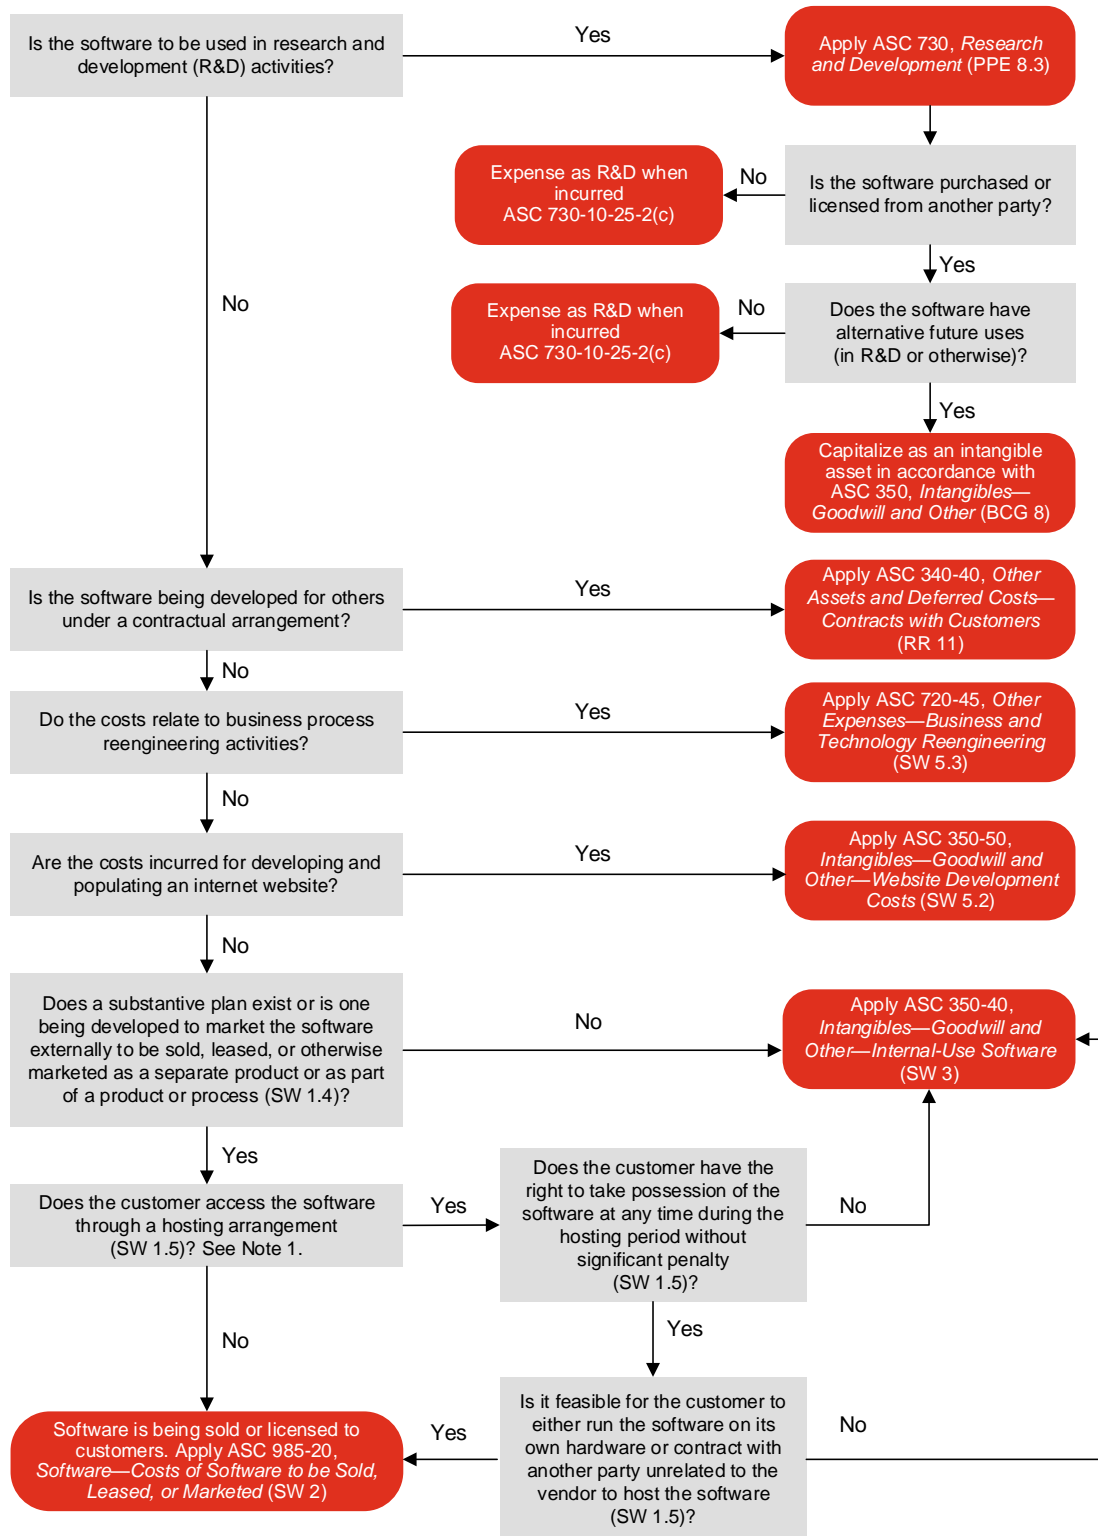 Is the software to be used in research and
development (R&D) activities?
Yes
Apply ASC 730, Research
and Development (PPE 8.3)
Is the software purchased or
licensed from another party?
No
Expense as R&D when
incurred
ASC 730-10-25-2(c)
Yes
Does the software have
alternative future uses
(in R&D or otherwise)?
No
Expense as R&D when
incurred
ASC 730-10-25-2(c)
Yes
Capitalize as an intangible
asset in accordance with
ASC 350, Intangibles—
Goodwill and Other (BCG 8)
No
Is the software being developed for others
under a contractual arrangement?
Yes
Apply ASC 340-40, Other
Assets and Deferred Costs—
Contracts with Customers
(RR 11)
No
Do the costs relate to business process
reengineering activities?
Yes
Apply ASC 720-45, Other
Expenses—Business and
Technology Reengineering
(SW 5.3)
No
Are the costs incurred for developing and
populating an internet website?
Yes
Apply ASC 350-50,
Intangibles—Goodwill and
Other—Website Development
Costs (SW 5.2)
No
Does a substantive plan exist or is one
being developed to market the software
externally to be sold, leased, or otherwise
marketed as a separate product or as part
of a product or process (SW 1.4)?
No
Apply ASC 350-40,
Intangibles—Goodwill and
Other—Internal-Use Software
(SW 3)
Yes
Does the customer access the software
through a hosting arrangement
(SW 1.5)? See Note 1.
Yes
Does the customer have the
right to take possession of the
software at any time during the
hosting period without
significant penalty
(SW 1.5)?
No
Yes
No
Is it feasible for the customer to
either run the software on its
own hardware or contract with
another party unrelated to the
vendor to host the software
(SW 1.5)?
No
Yes
Software is being sold or licensed to
customers. Apply ASC 985-20,
Software—Costs of Software to be Sold,
Leased, or Marketed (SW 2)